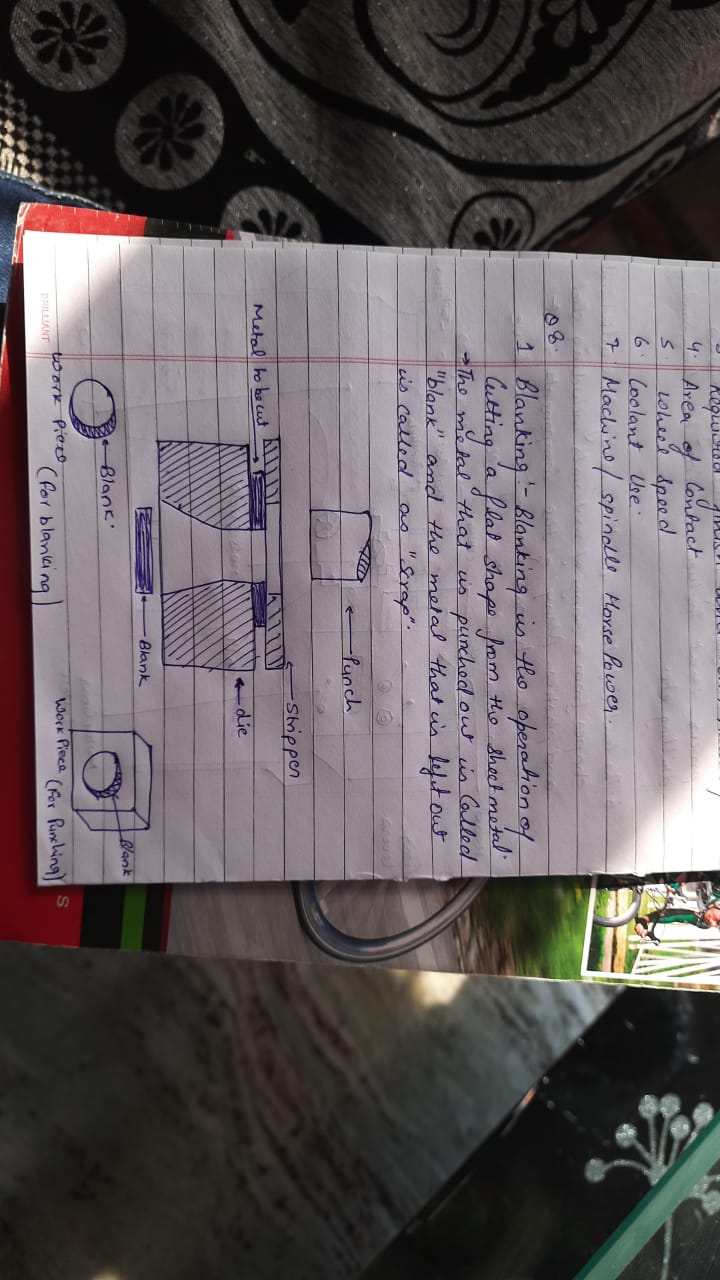 4. Area of Contact
5 wheel speed
6. Coolant Use.
7 Machine/spindle Horse Power.
Q8.
1 Blanking:- Blanking is the operation of
Cutting a flat shape from the sheet metal.
→ The metal that is punched out is Called
"blank" and the metal that is left out
is called as "Scrap".
← Punch
← Stripper
Metal to be cut
← die
← Blank
← Blank.
Blank
Work Piece
(For blanking)
Work Piece (For Punching)
BRILLIANT
S